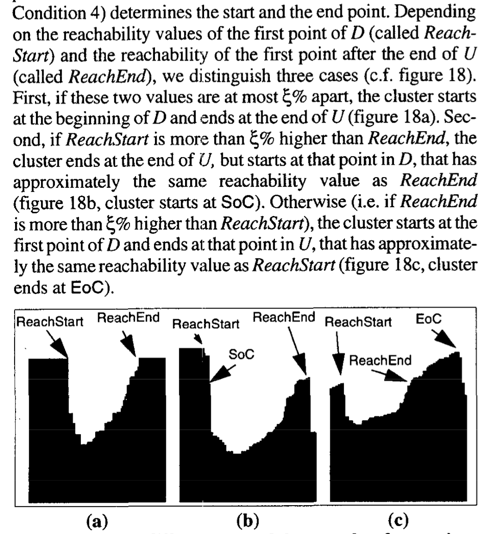 Condition 4) determines the start and the end point. Depending
on the reachability values of the first point of D (called Reach-
Start) and the reachability of the first point after the end of U
(called ReachEnd), we distinguish three cases (c.f. figure 18).
First, if these two values are at most ξ% apart, the cluster starts
at the beginning of D and ends at the end of U (figure 18a). Sec-
ond, if ReachStart is more than ξ% higher than ReachEnd, the
cluster ends at the end of U, but starts at that point in D, that has
approximately the same reachability value as ReachEnd
(figure 18b, cluster starts at SoC). Otherwise (i.e. if ReachEnd
is more than ξ% higher than ReachStart), the cluster starts at the
first point of D and ends at that point in U, that has approximate-
ly the same reachability value as ReachStart (figure 18c, cluster
ends at EoC).
ReachStart ReachEnd ReachStart SoC ReachEnd ReachStart ReachEnd EoC
(a) (b) (c)